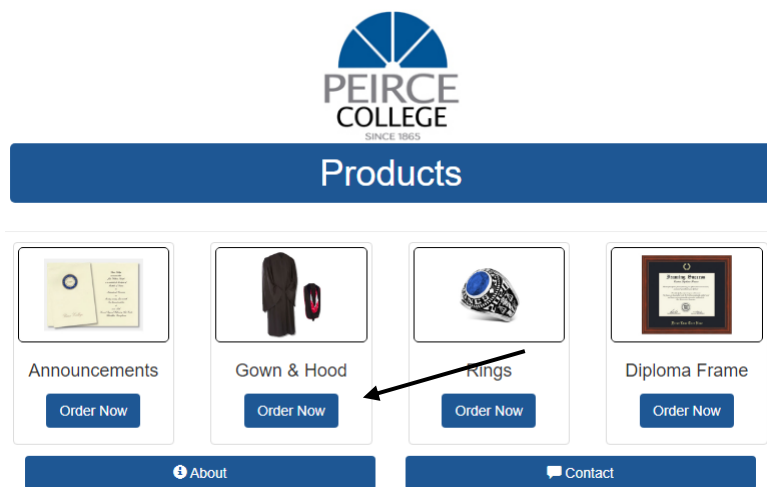 PEIRCE
COLLEGE
SINCE 1865
Products
Announcements
Order Now
Gown & Hood
Order Now
Rings
Order Now
Diploma Frame
Order Now
About
Contact